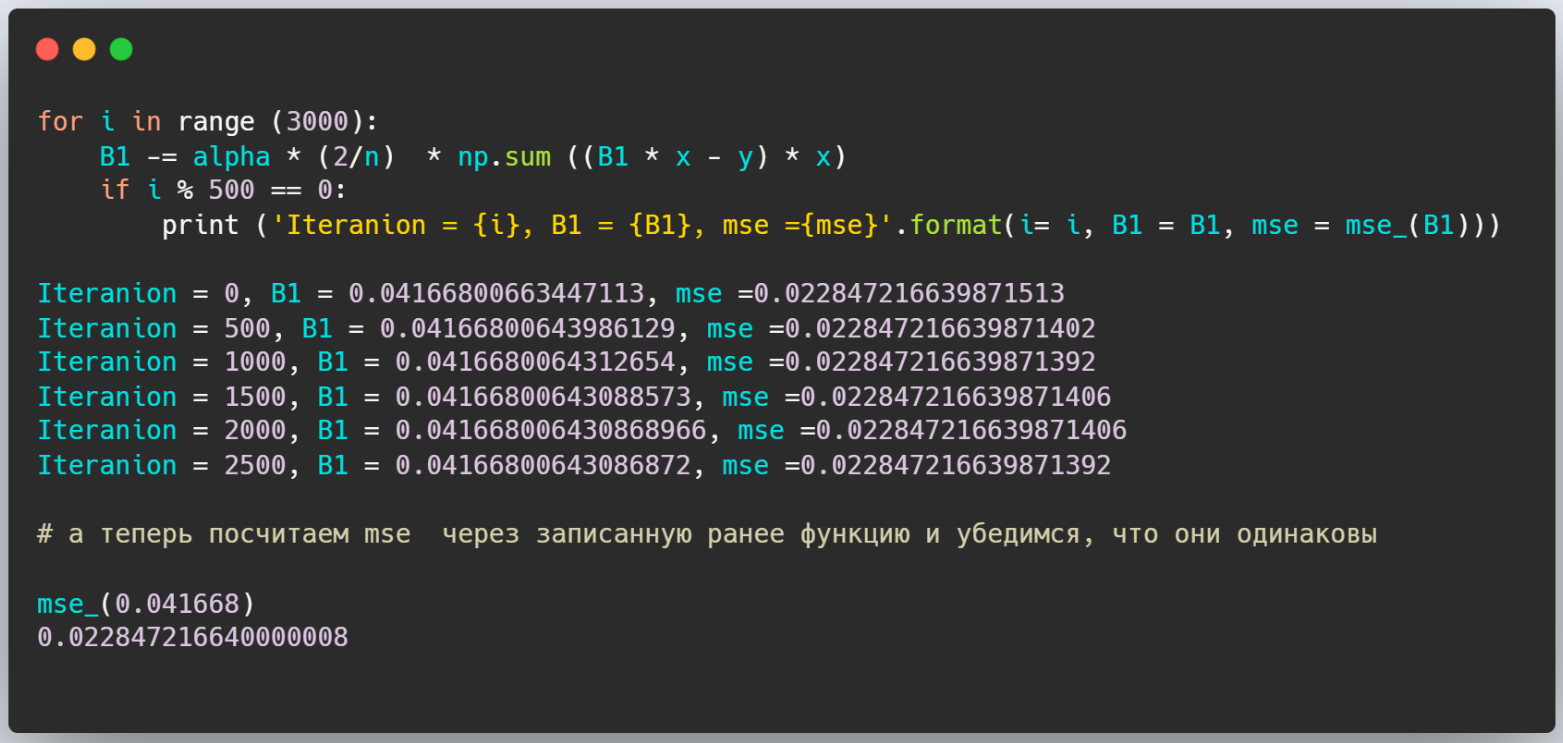 for i in range (3000):
    B1 -= alpha * (2/n)  * np.sum ((B1 * x - y) * x)
    if i % 500 == 0:
        print ('Iteranion = {i}, B1 = {B1}, mse ={mse}'.format(i= i, B1 = B1, mse = mse_(B1)))
Iteranion = 0, B1 = 0.04166800663447113, mse =0.022847216639871513
Iteranion = 500, B1 = 0.04166800643986129, mse =0.022847216639871402
Iteranion = 1000, B1 = 0.0416680064312654, mse =0.022847216639871392
Iteranion = 1500, B1 = 0.04166800643088573, mse =0.022847216639871406
Iteranion = 2000, B1 = 0.041668006430868966, mse =0.022847216639871406
Iteranion = 2500, B1 = 0.04166800643086872, mse =0.022847216639871392
# а теперь посчитаем mse  через записанную ранее функцию и убедимся, что они одинаковы
mse_(0.041668)
0.022847216640000008